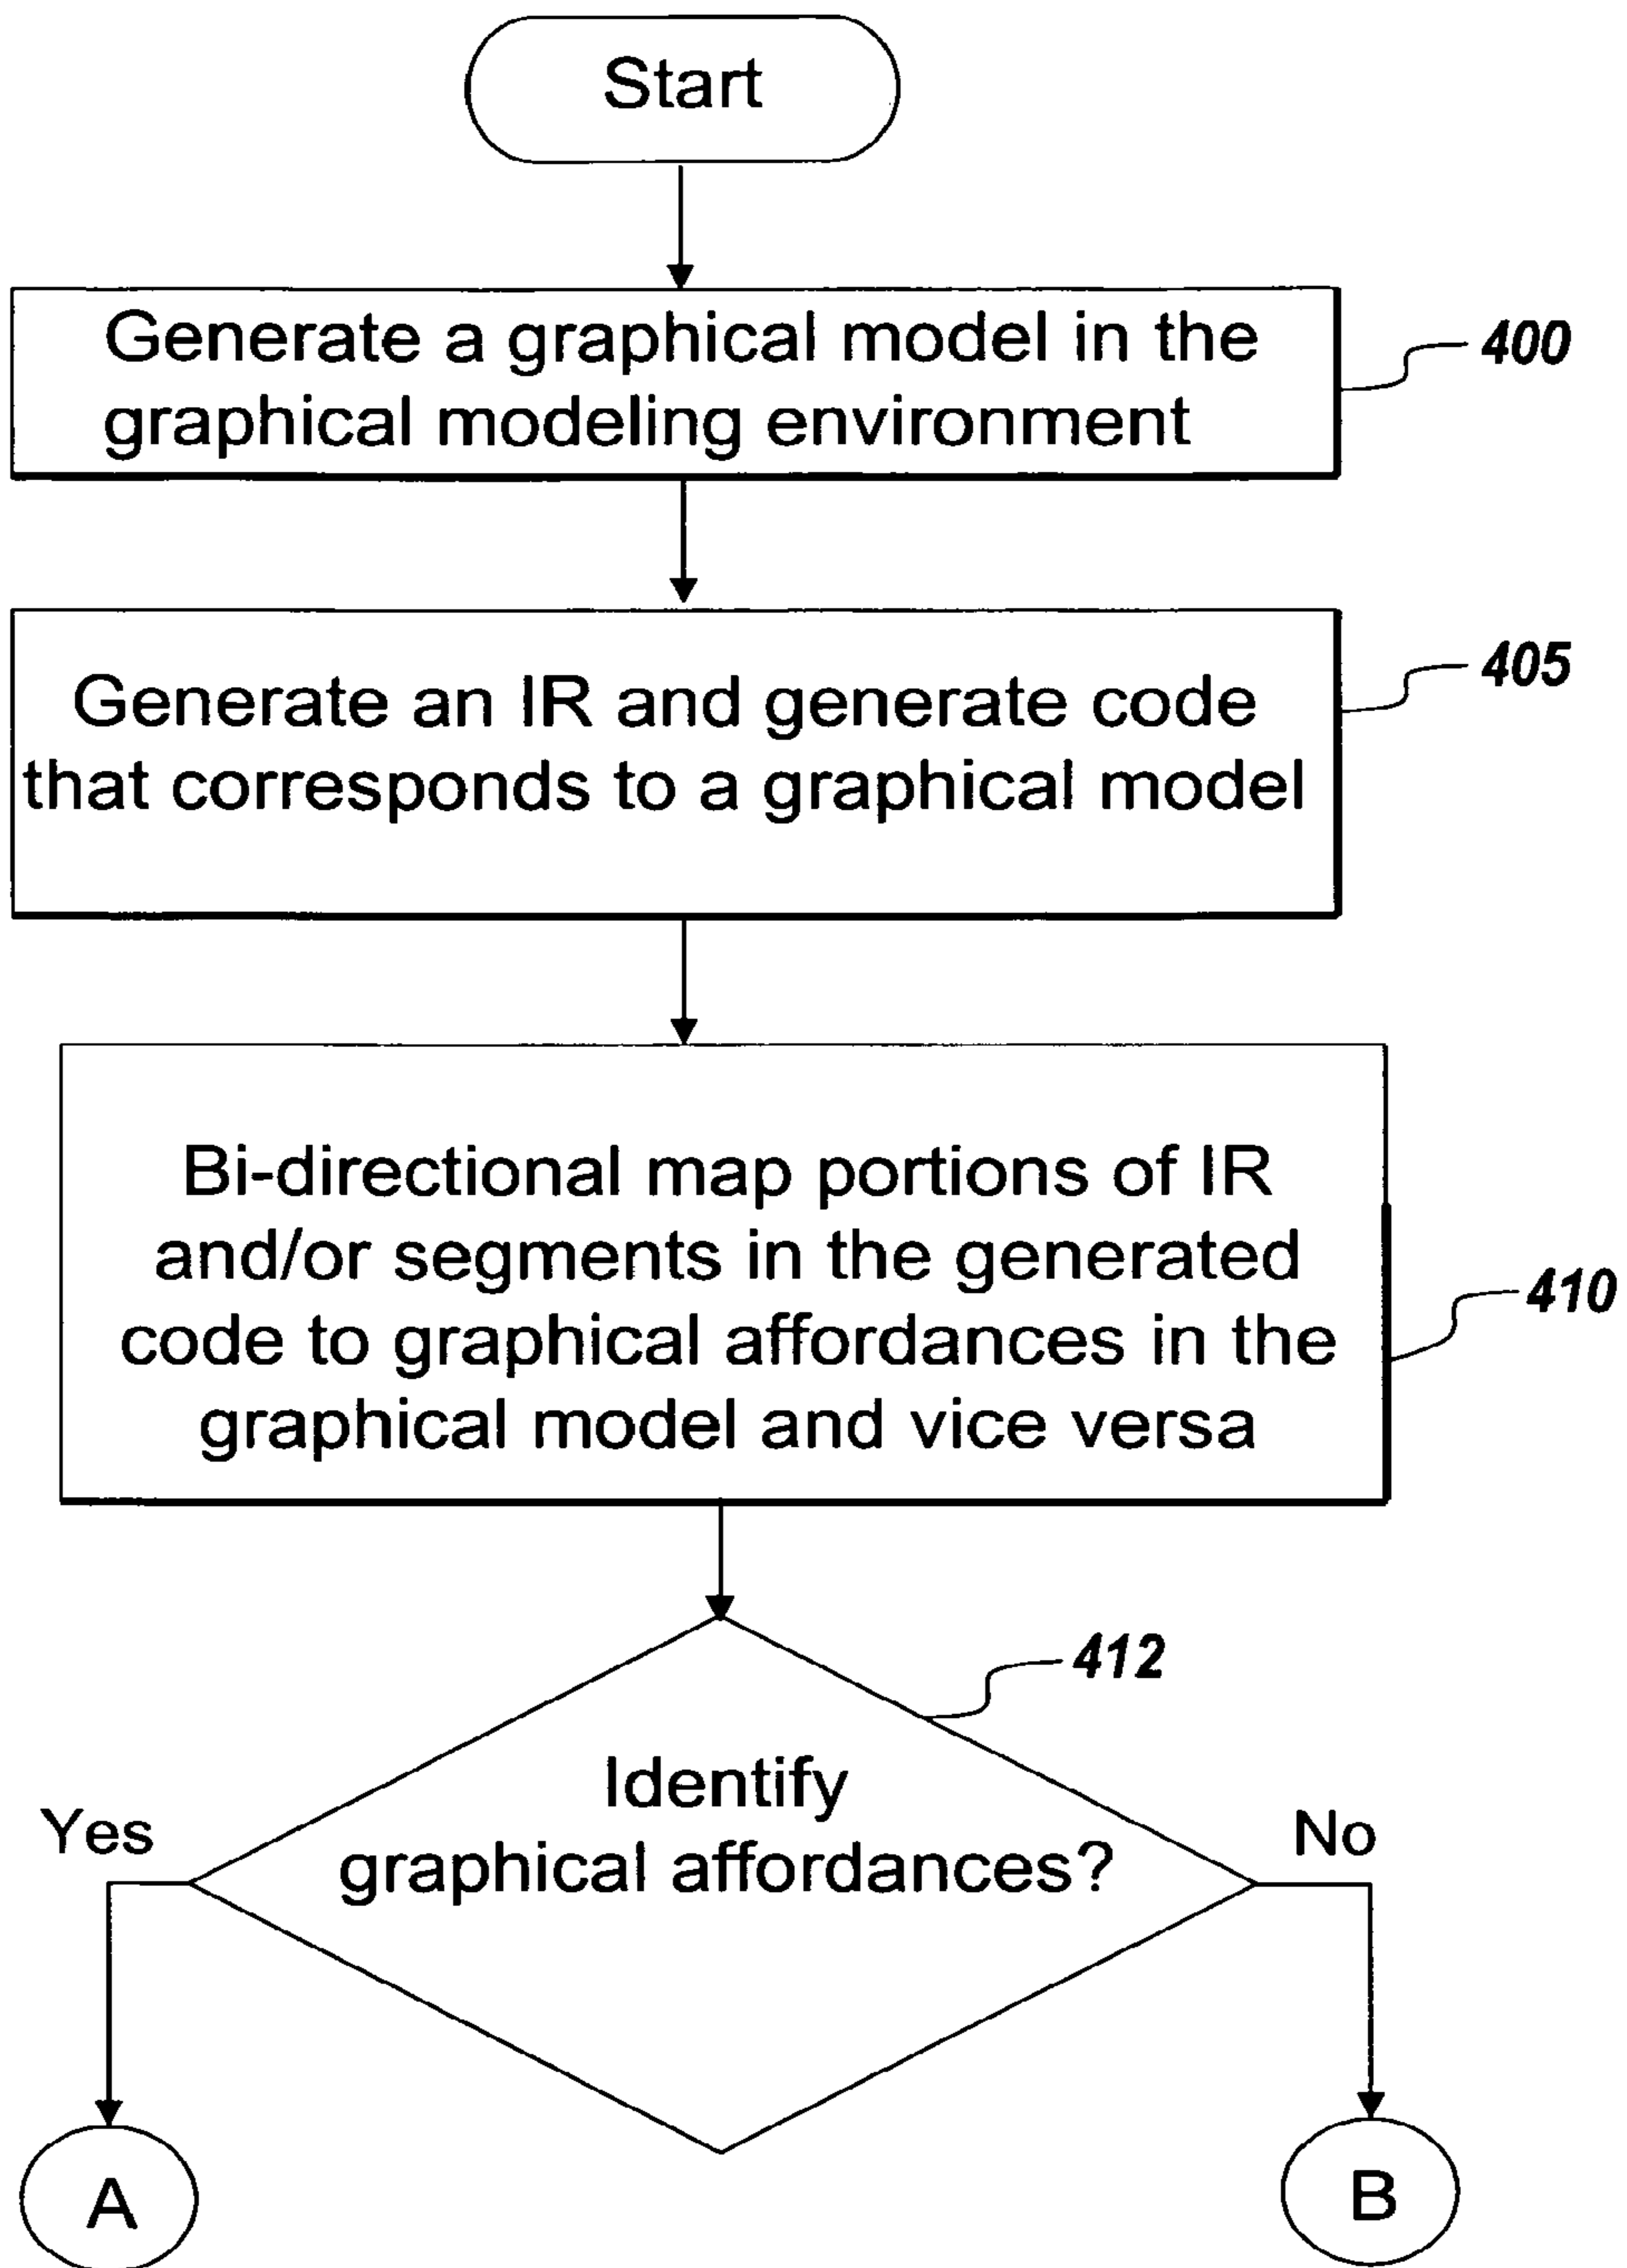 Start
Generate a graphical model in the
graphical modeling environment
400
Generate an IR and generate code
that corresponds to a graphical model
405
Bi-directional map portions of IR
and/or segments in the generated
code to graphical affordances in the
graphical model and vice versa
410
412
Identify
graphical affordances?
Yes
No
A
B